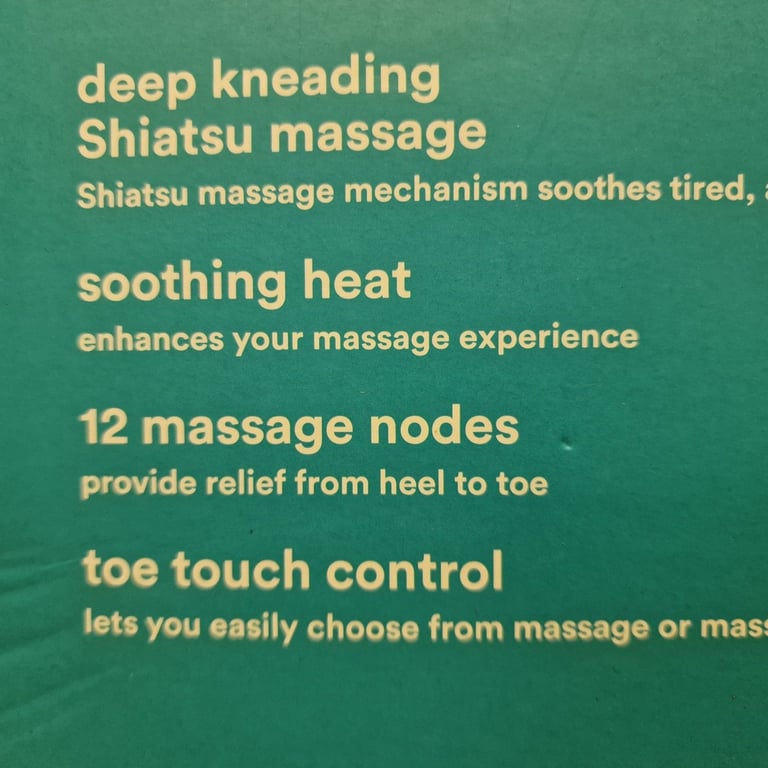 deep kneading
Shiatsu massage
Shiatsu massage mechanism soothes tired,
soothing heat
enhances your massage experience
12 massage nodes
provide relief from heel to toe
toe touch control
lets you easily choose from massage or